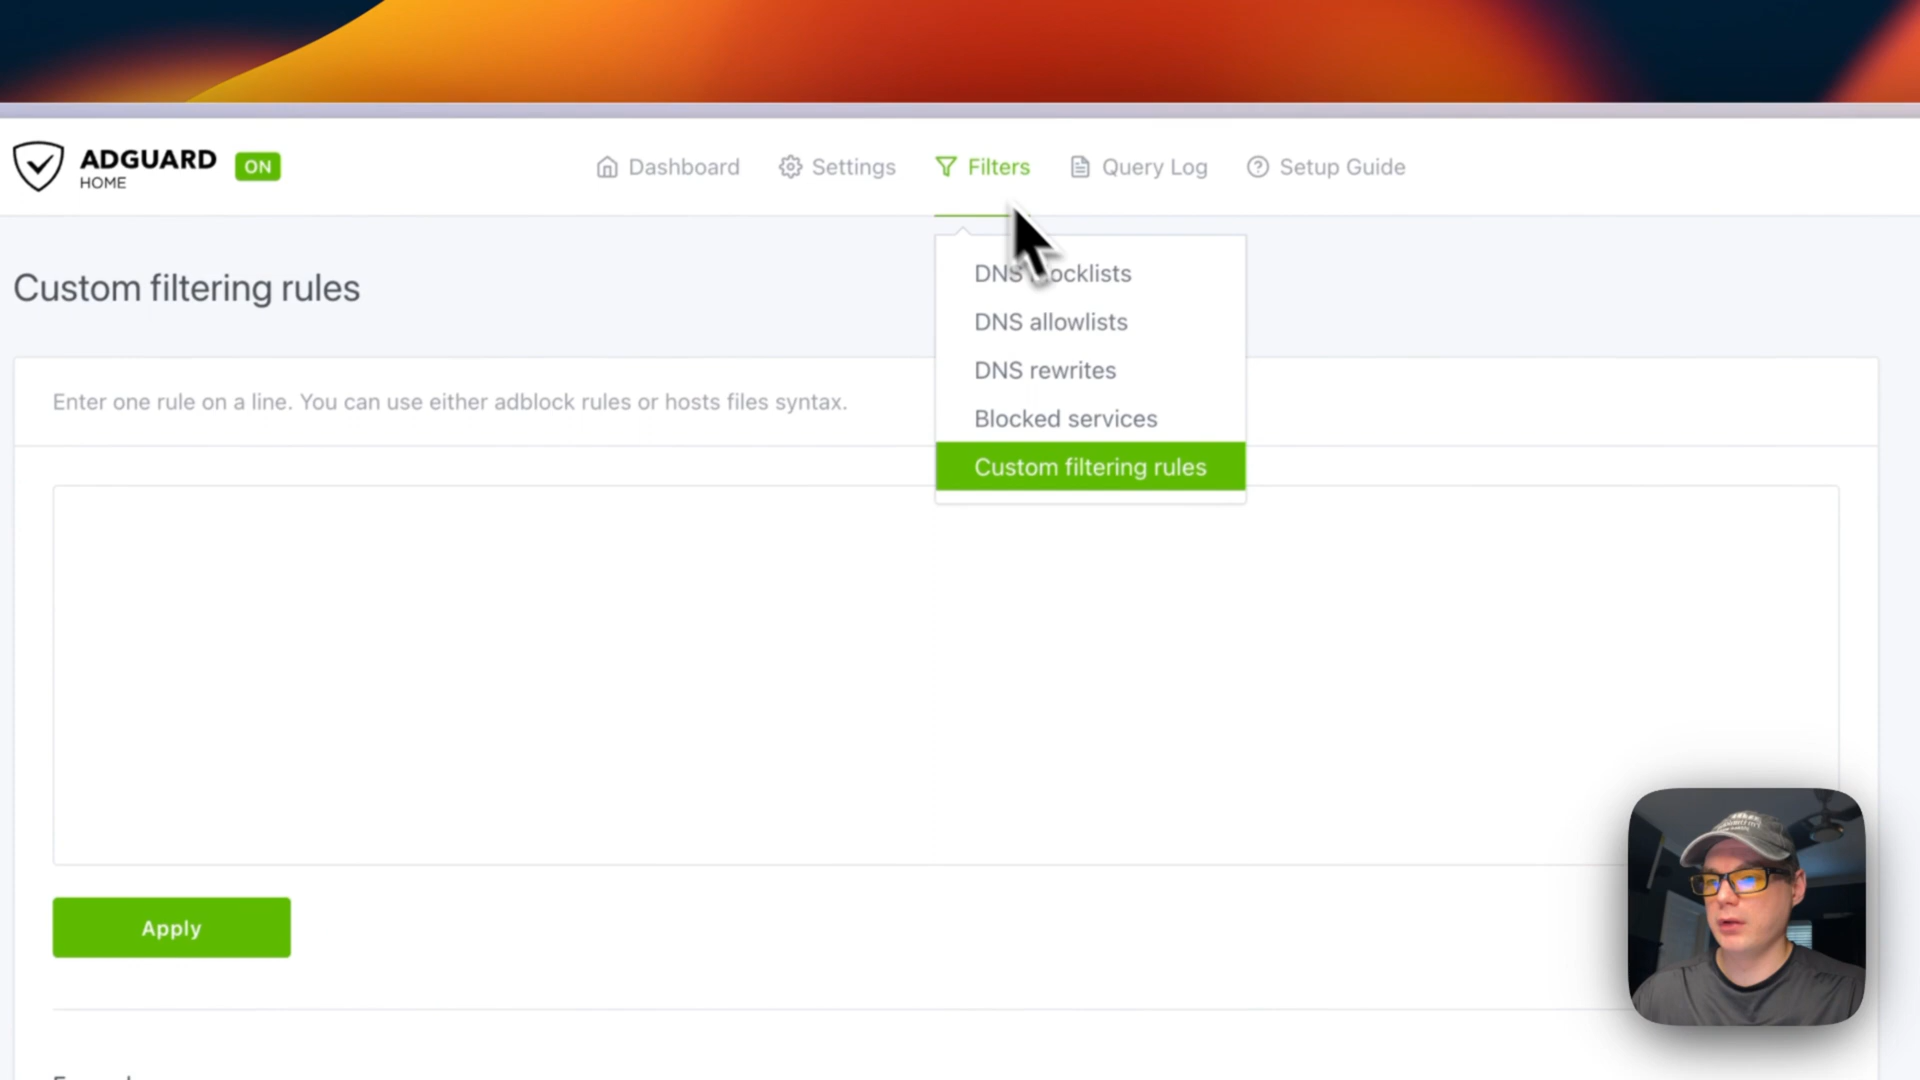 ADGUARD
HOME
ON
Dashboard
Settings
Filters
Query Log
Setup Guide
Custom filtering rules
DNS
DNS allowlists
DNS rewrites
Blocked services
Custom filtering rules
Enter one rule on a line. You can use either adblock rules or hosts files syntax.
Apply